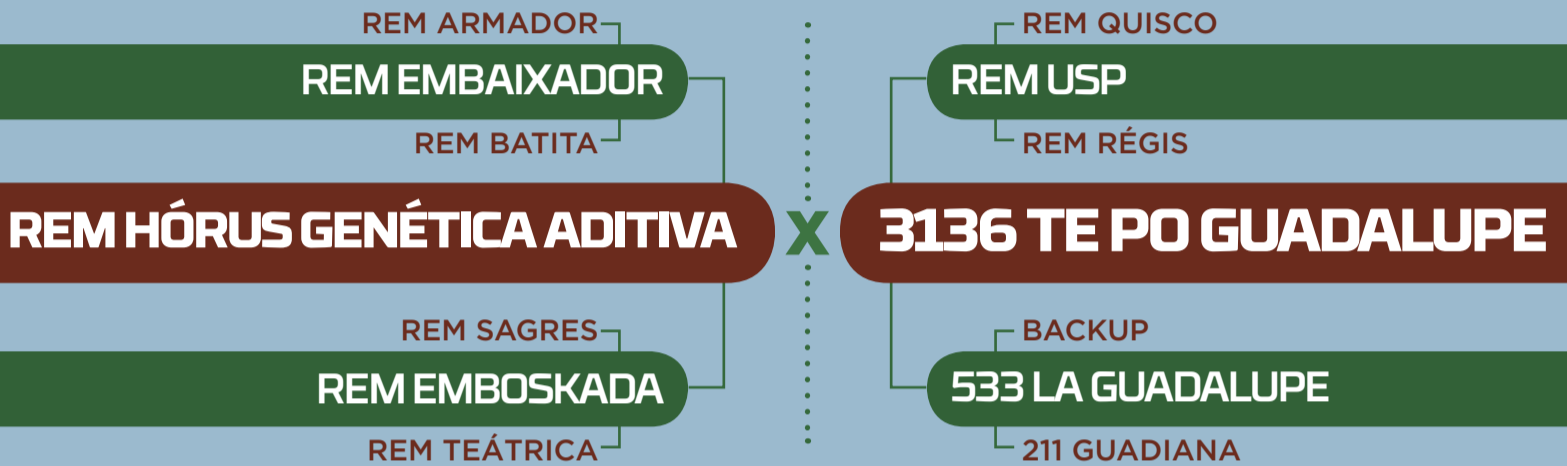 REM ARMADOR
REM EMBAIXADOR
REM BATITA
REM HÓRUS GENÉTICA ADITIVA
REM SAGRES
REM EMBOSKADA
REM TEÁTRICA
X
REM QUISCO
REM USP
REM RÉGIS
3136 TE PO GUADALUPE
BACKUP
533 LA GUADALUPE
211 GUADIANA